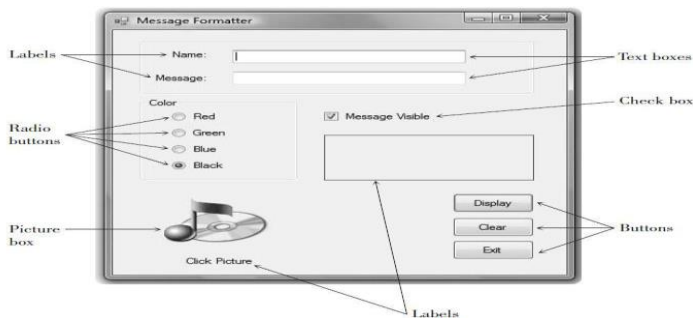 Message Formatter
Labels
Name:
Text boxes
Message:
Color
Check box
Red
Message Visible
Radio
buttons
Green
Blue
Black
Display
Picture
box
Clear
Buttons
Exit
Click Picture
Labels